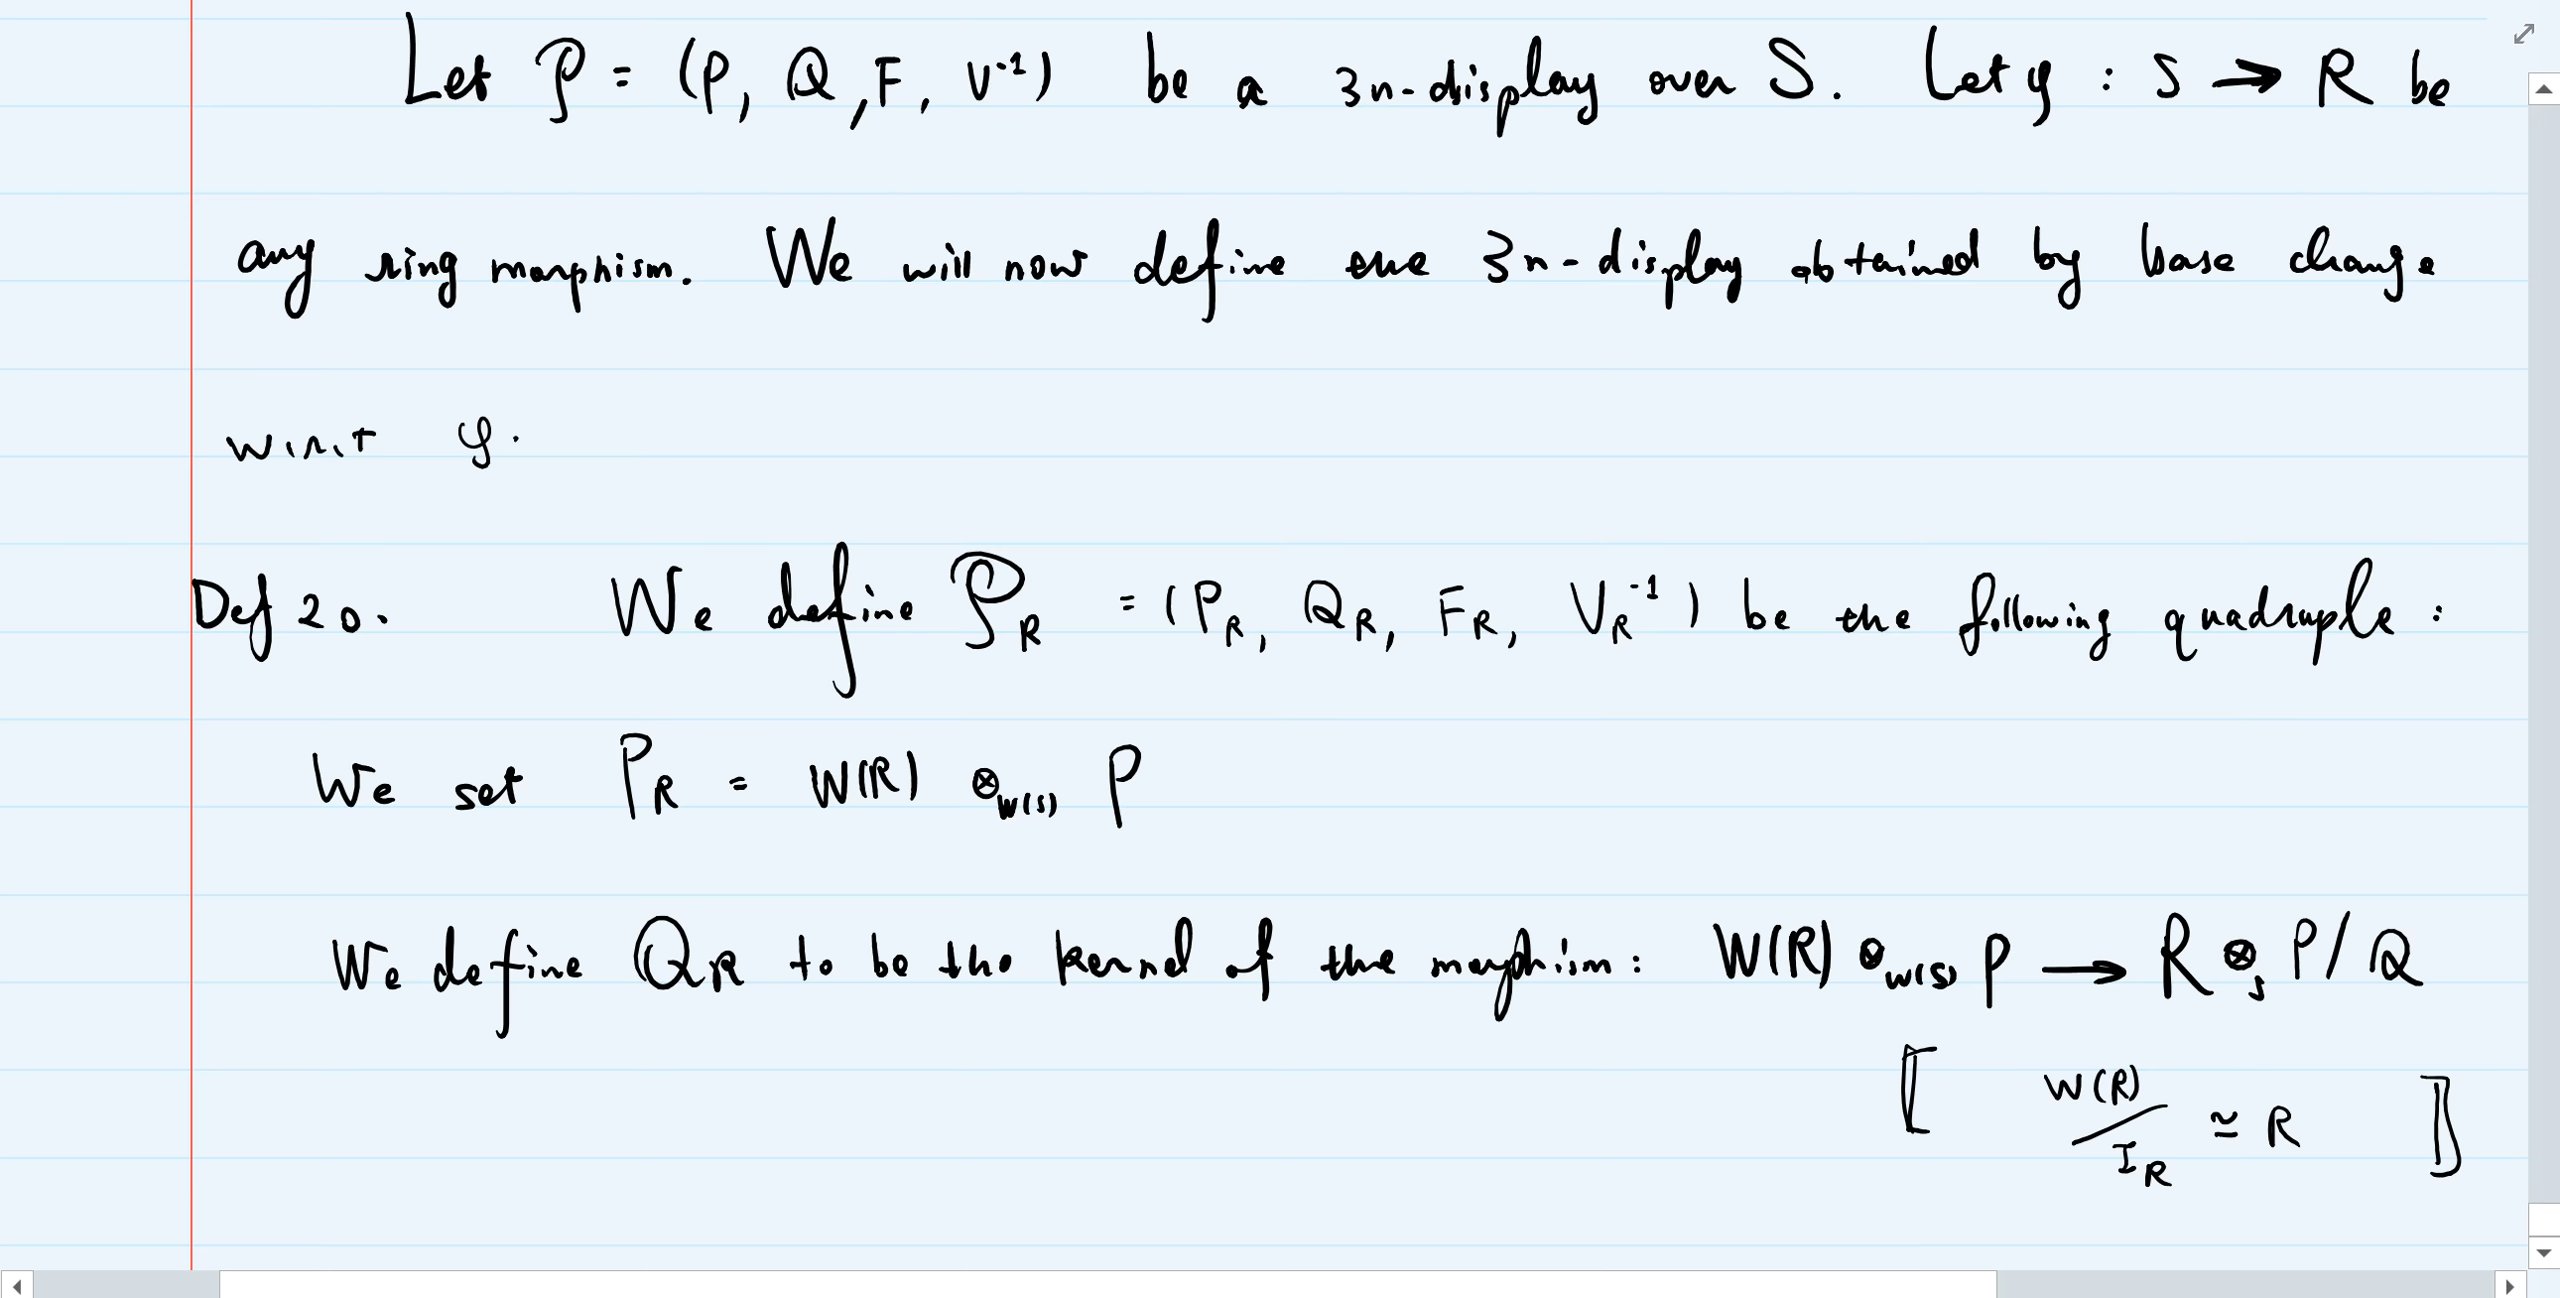 Let 𝒫 = (P, Q, F, V⁻¹) be a 3n-display over S. Let φ : S → R be
any ring morphism. We will now define the 3n-display obtained by base change
w.r.t φ.
Def 20. We define 𝒫_R = (P_R, Q_R, F_R, V_R⁻¹) be the following quadruple :
We set P_R = W(R) ⊗_W(S) P
We define Q_R to be the kernel of the morphism: W(R) ⊗_W(S) P → R ⊗_S P/Q
[ W(R)/I_R ≃ R ]